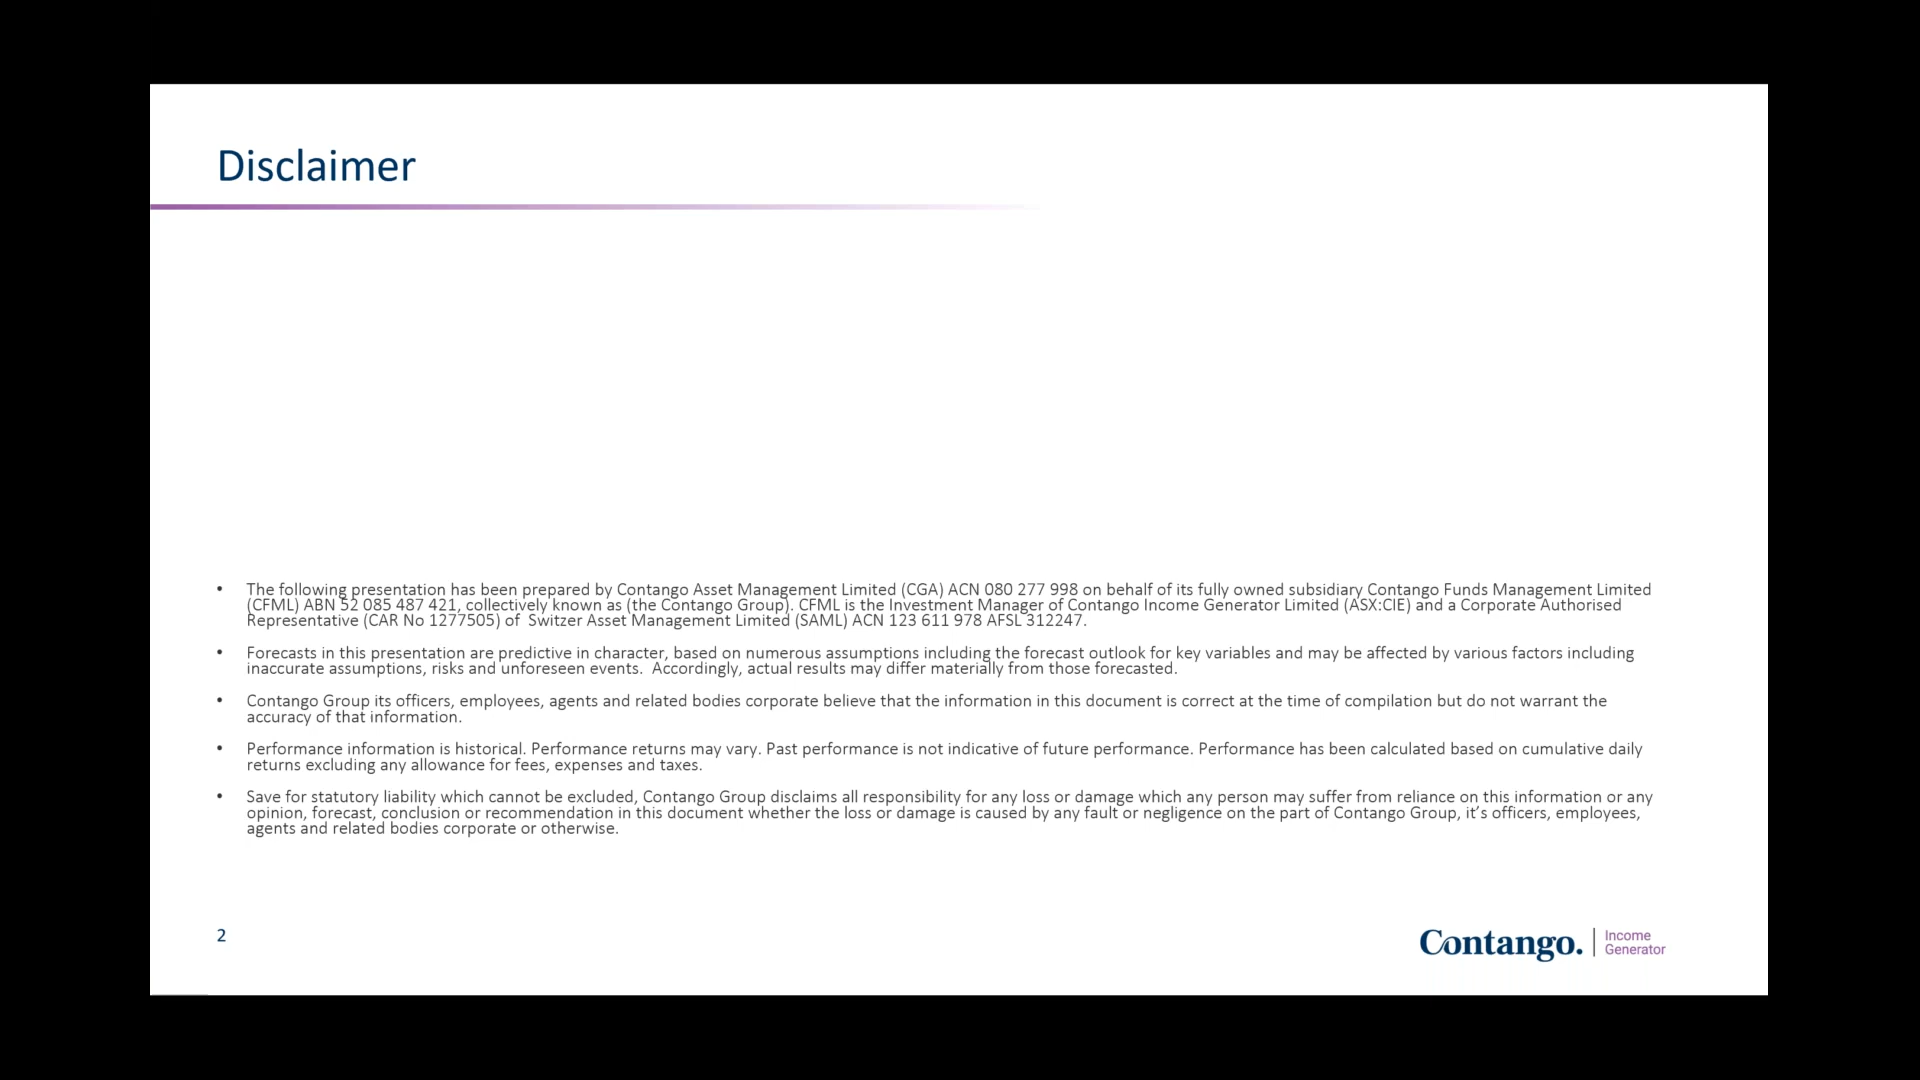 Disclaimer
• The following presentation has been prepared by Contango Asset Management Limited (CGA) ACN 080 277 998 on behalf of its fully owned subsidiary Contango Funds Management Limited
(CFML) ABN 52 085 487 421, collectively known as (the Contango Group). CFML is the Investment Manager of Contango Income Generator Limited (ASX:CIE) and a Corporate Authorised
Representative (CAR No 1277505) of  Switzer Asset Management Limited (SAML) ACN 123 611 978 AFSL 312247.
• Forecasts in this presentation are predictive in character, based on numerous assumptions including the forecast outlook for key variables and may be affected by various factors including
inaccurate assumptions, risks and unforeseen events.  Accordingly, actual results may differ materially from those forecasted.
• Contango Group its officers, employees, agents and related bodies corporate believe that the information in this document is correct at the time of compilation but do not warrant the
accuracy of that information.
• Performance information is historical. Performance returns may vary. Past performance is not indicative of future performance. Performance has been calculated based on cumulative daily
returns excluding any allowance for fees, expenses and taxes.
• Save for statutory liability which cannot be excluded, Contango Group disclaims all responsibility for any loss or damage which any person may suffer from reliance on this information or any
opinion, forecast, conclusion or recommendation in this document whether the loss or damage is caused by any fault or negligence on the part of Contango Group, it’s officers, employees,
agents and related bodies corporate or otherwise.
2
Contango.
Income
Generator